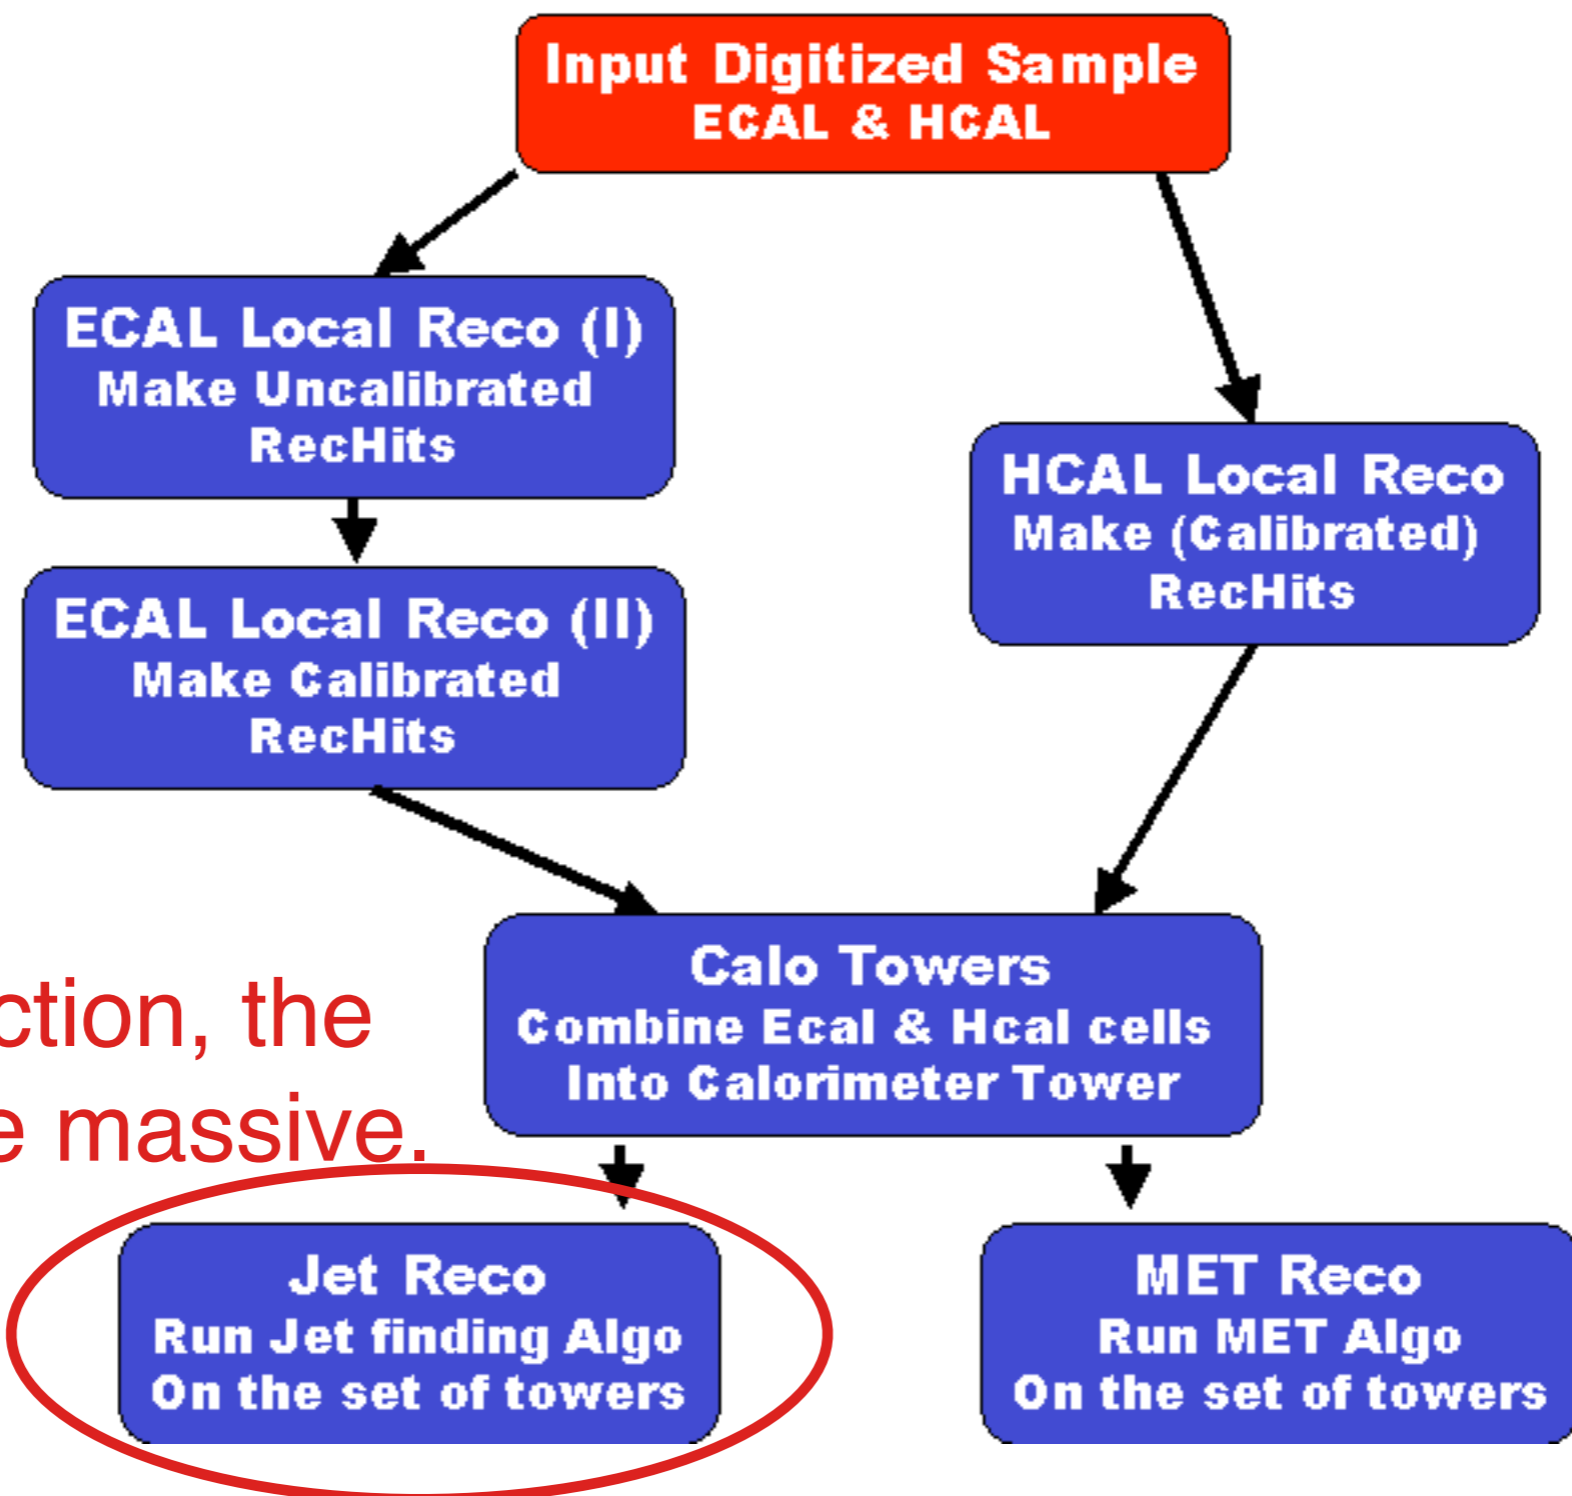 Input Digitized Sample
ECAL & HCAL
ECAL Local Reco (I)
Make Uncalibrated
RecHits
HCAL Local Reco
Make (Calibrated)
RecHits
ECAL Local Reco (II)
Make Calibrated
RecHits
Calo Towers
Combine Ecal & Hcal cells
Into Calorimeter Tower
ction, the
e massive.
Jet Reco
Run Jet finding Algo
On the set of towers
MET Reco
Run MET Algo
On the set of towers